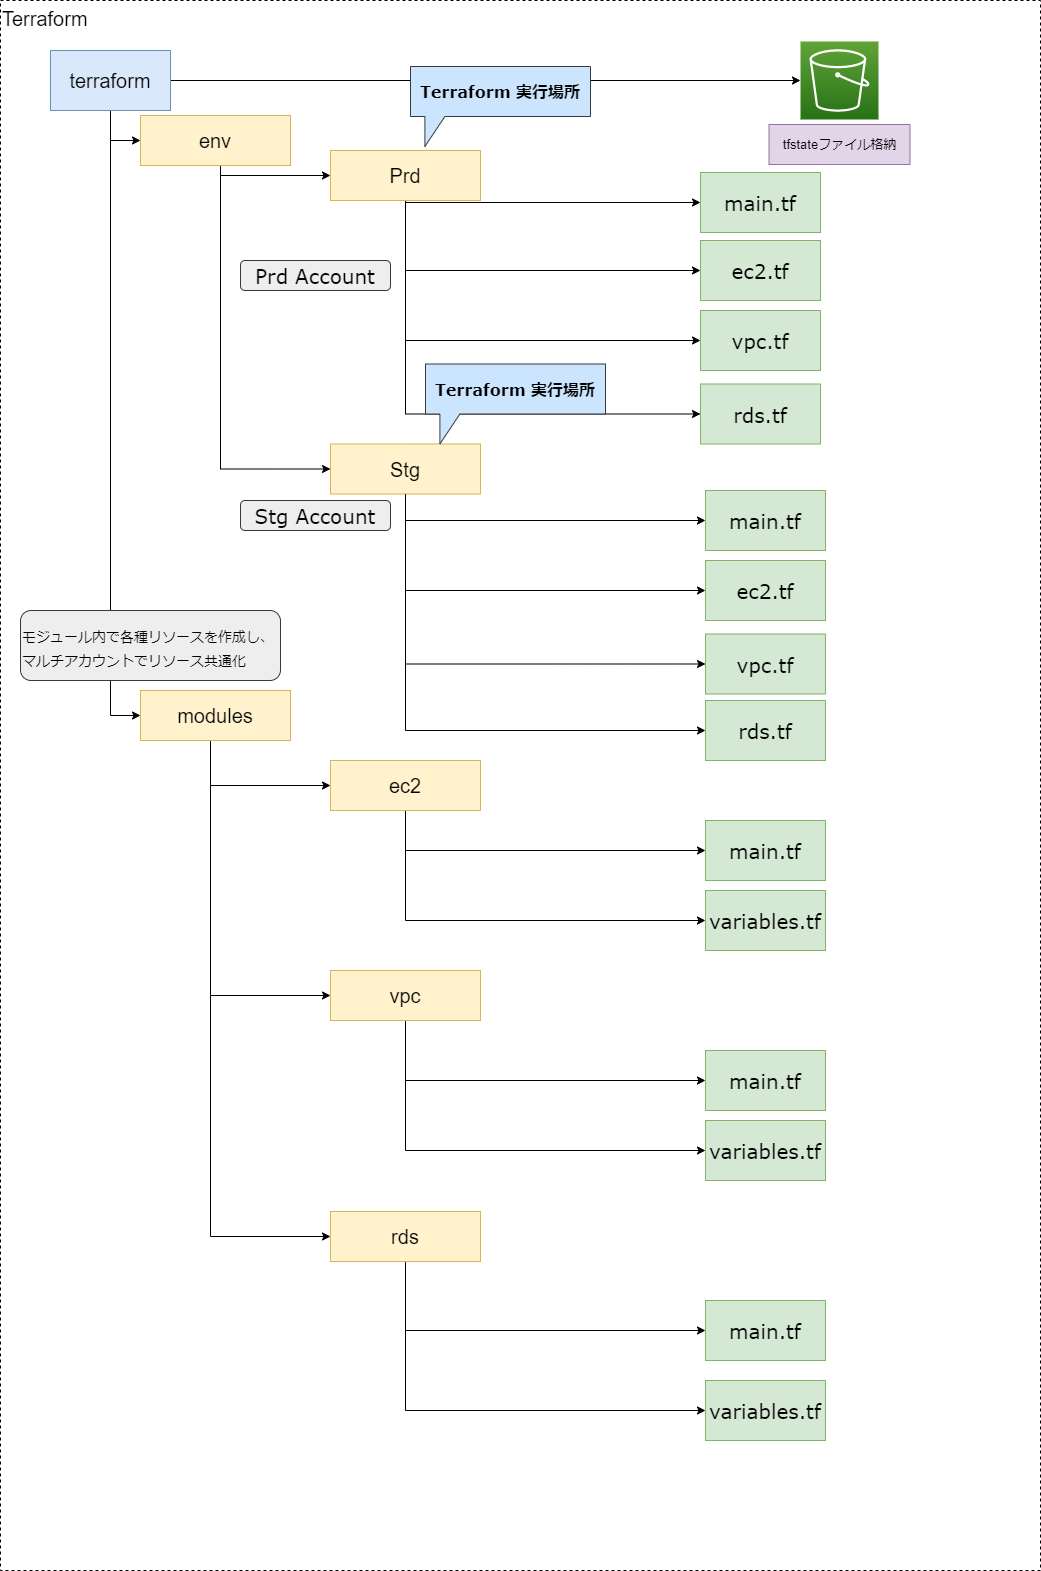 Terraform
terraform
Terraform 実行場所
tfstateファイル格納
env
Prd
main.tf
Prd Account
ec2.tf
vpc.tf
Terraform 実行場所
rds.tf
Stg
Stg Account
main.tf
ec2.tf
モジュール内で各種リソースを作成し、
マルチアカウントでリソース共通化
vpc.tf
modules
rds.tf
ec2
main.tf
variables.tf
vpc
main.tf
variables.tf
rds
main.tf
variables.tf